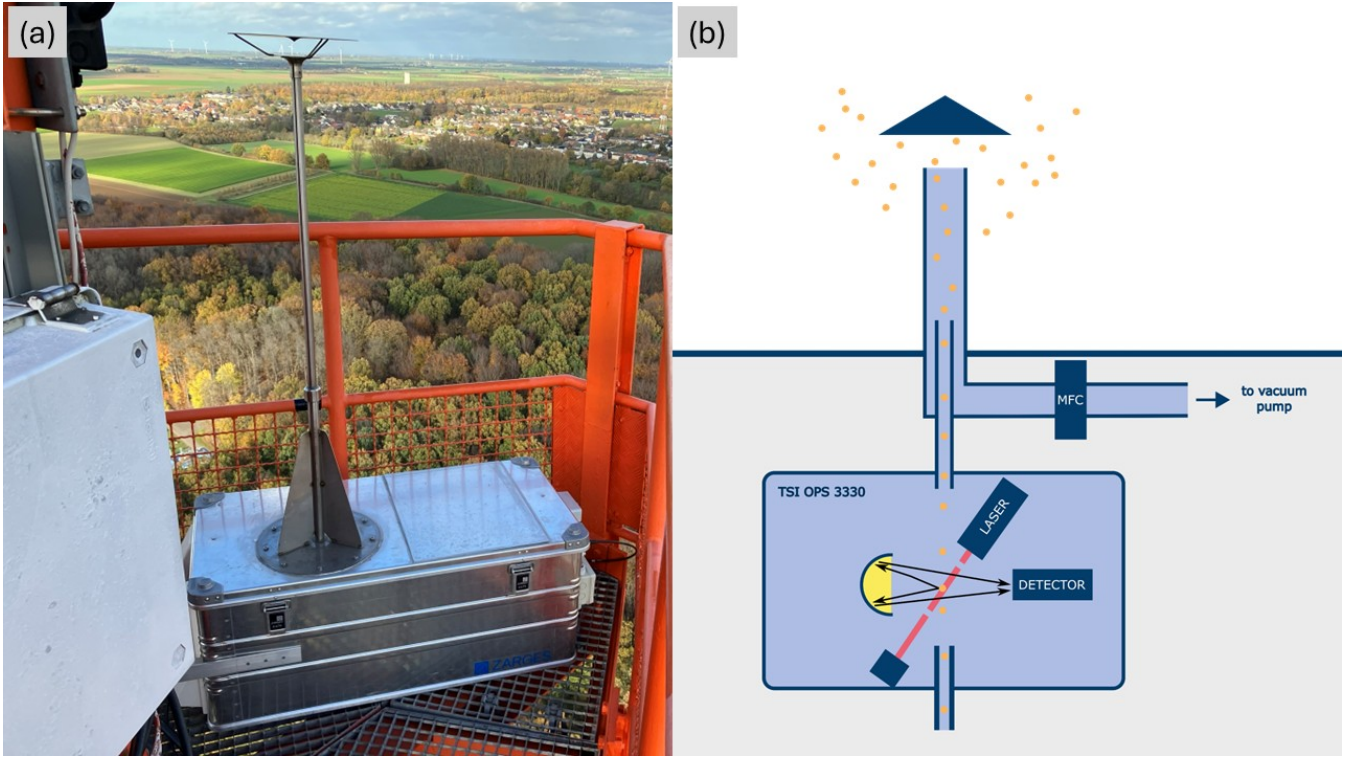 (a)
ZARGES
(b)
MFC
to vacuum
pump
TSI OPS 3330
LASER
DETECTOR